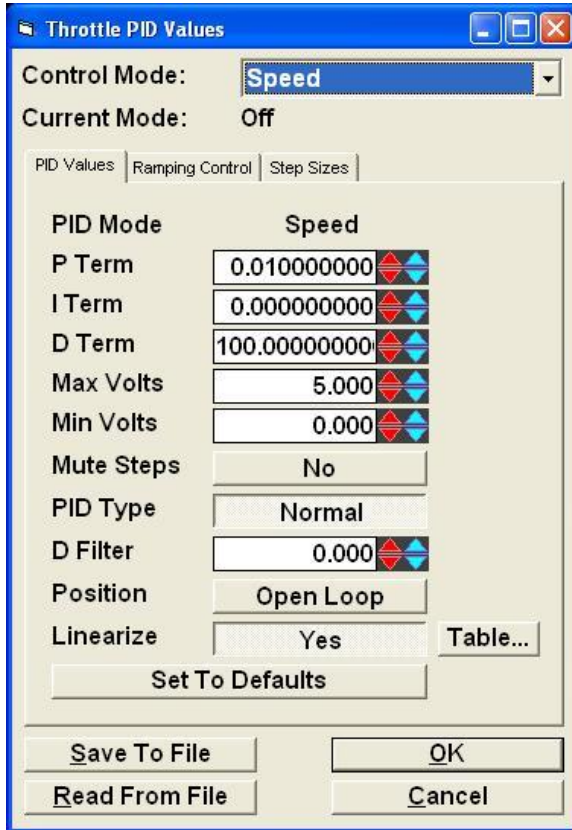 Throttle PID Values
Control Mode: Speed
Current Mode: Off
PID Values Ramping Control Step Sizes
PID Mode Speed
P Term 0.010000000
I Term 0.000000000
D Term 100.00000000
Max Volts 5.000
Min Volts 0.000
Mute Steps No
PID Type Normal
D Filter 0.000
Position Open Loop
Linearize Yes Table...
Set To Defaults
Save To File OK
Read From File Cancel